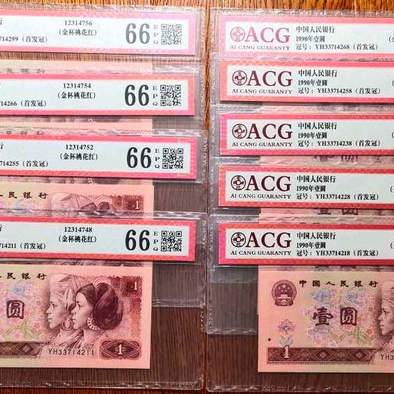 12314756
714299 (首发冠)
(金杯桃花红)
66
EPQ
12314754
714266 (首发冠)
(金杯桃花红)
66
EPQ
12314752
714255 (首发冠)
(金杯桃花红)
66
EPQ
12314748
714211 (首发冠)
(金杯桃花红)
66
EPQ
人民银行
圆
YH33714211
1
ACG
AI CANG GUARANTY
中国人民银行
1990年壹圆
冠号：YH33714268 (首发冠)
ACG
AI CANG GUARANTY
中国人民银行
1990年壹圆
冠号：YH33714258 (首发冠)
ACG
AI CANG GUARANTY
中国人民银行
1990年壹圆
冠号：YH33714238 (首发冠)
ACG
AI CANG GUARANTY
中国人民银行
1990年壹圆
冠号：YH33714228 (首发冠)
ACG
AI CANG GUARANTY
中国人民银行
1990年壹圆
冠号：YH33714218 (首发冠)
中国人民银行
壹圆
1
YH337